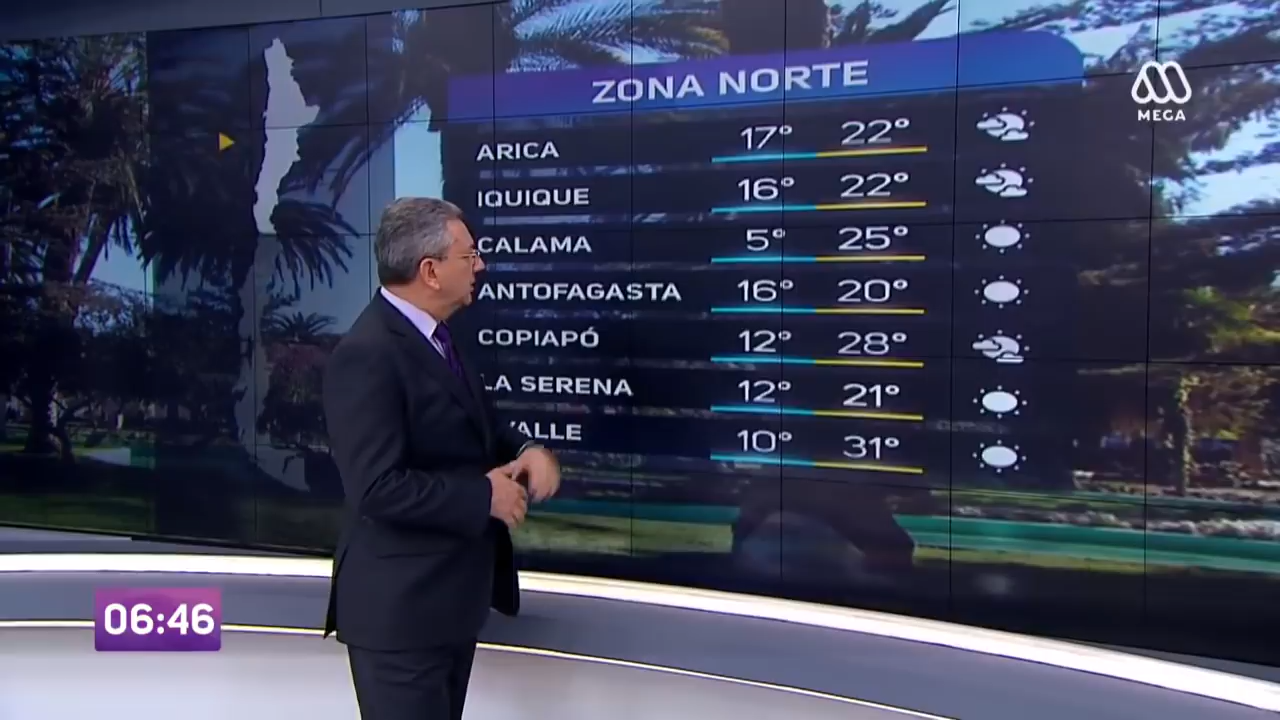 ZONA NORTE
MEGA
ARICA 17° 22°
IQUIQUE 16° 22°
CALAMA 5° 25°
ANTOFAGASTA 16° 20°
COPIAPÓ 12° 28°
LA SERENA 12° 21°
VALLE 10° 31°
06:46